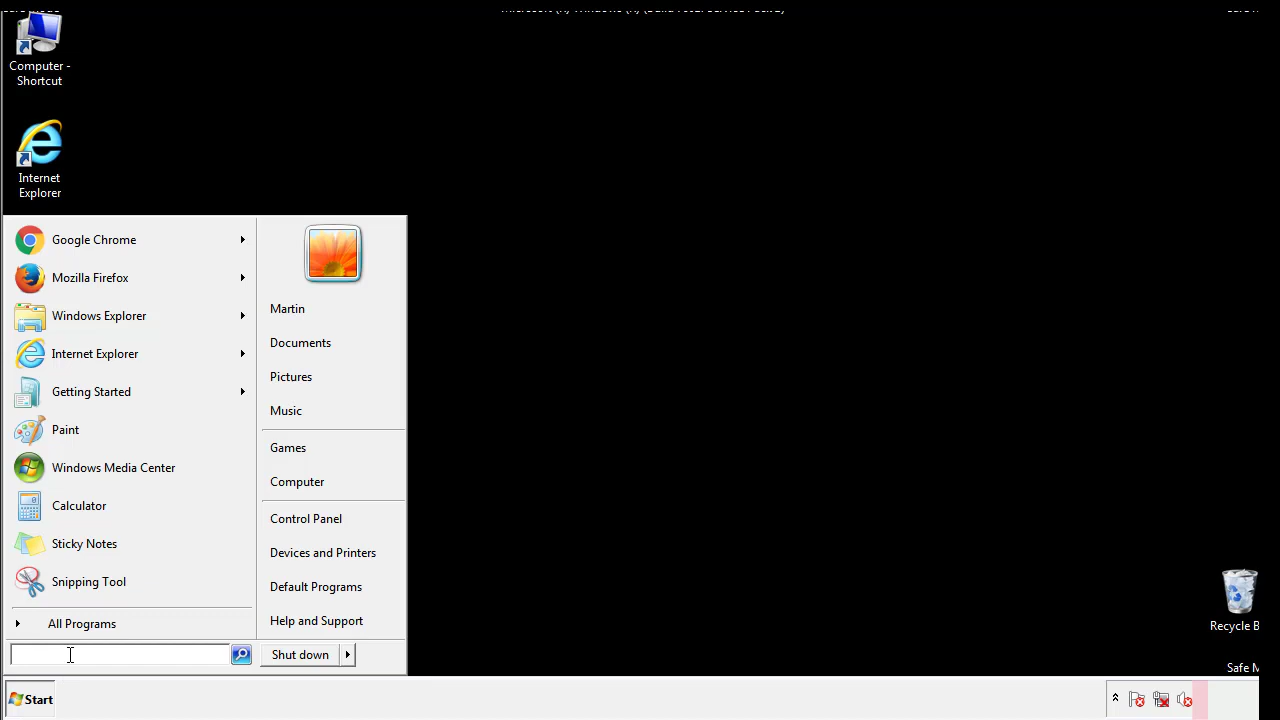 Computer -
Shortcut
Internet
Explorer
Google Chrome
Mozilla Firefox
Windows Explorer
Internet Explorer
Getting Started
Paint
Windows Media Center
Calculator
Sticky Notes
Snipping Tool
All Programs
Martin
Documents
Pictures
Music
Games
Computer
Control Panel
Devices and Printers
Default Programs
Help and Support
Shut down
Recycle B
Safe M
Start